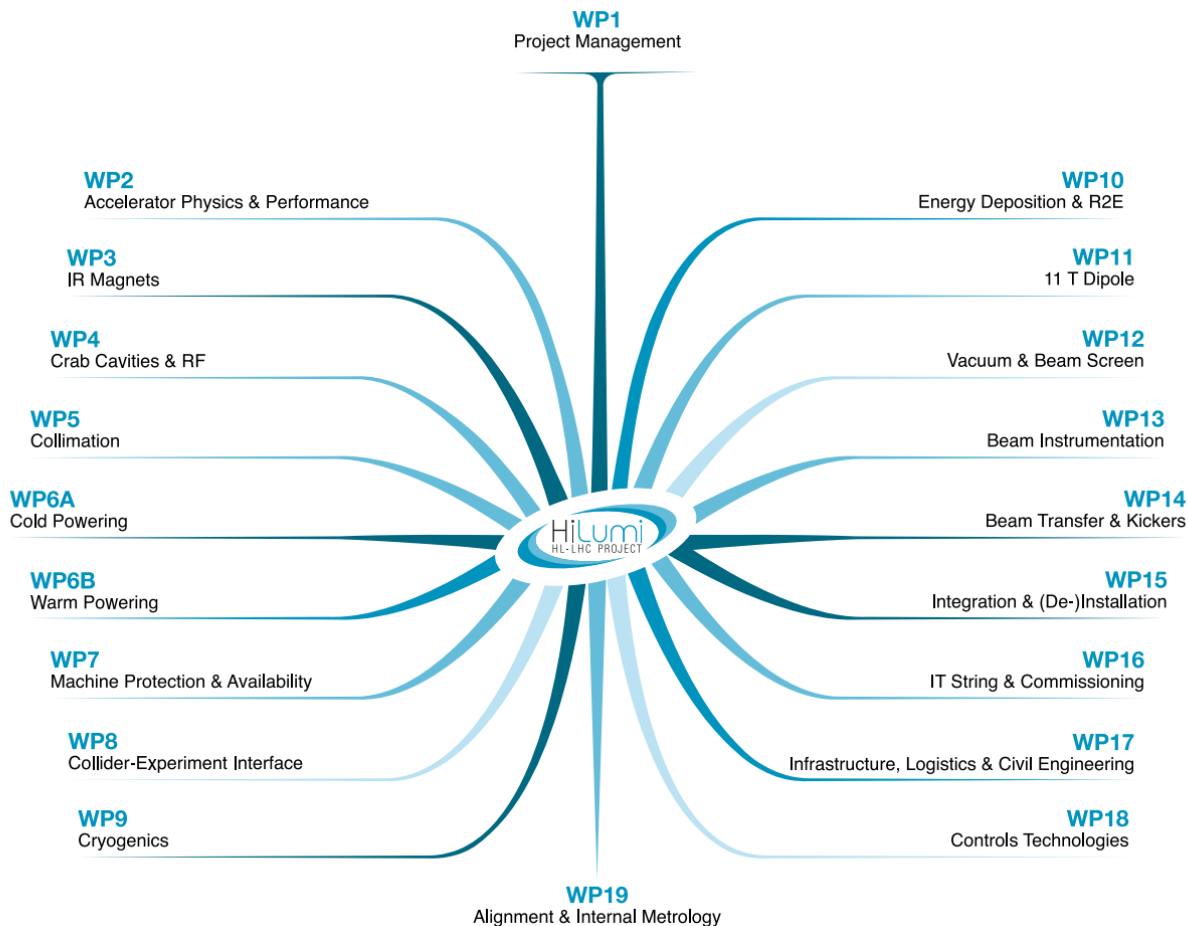 WP1
Project Management
WP2
Accelerator Physics & Performance
WP3
IR Magnets
WP4
Crab Cavities & RF
WP5
Collimation
WP6A
Cold Powering
WP6B
Warm Powering
WP7
Machine Protection & Availability
WP8
Collider-Experiment Interface
WP9
Cryogenics
HiLumi
HL-LHC PROJECT
WP10
Energy Deposition & R2E
WP11
11 T Dipole
WP12
Vacuum & Beam Screen
WP13
Beam Instrumentation
WP14
Beam Transfer & Kickers
WP15
Integration & (De-)Installation
WP16
IT String & Commissioning
WP17
Infrastructure, Logistics & Civil Engineering
WP18
Controls Technologies
WP19
Alignment & Internal Metrology